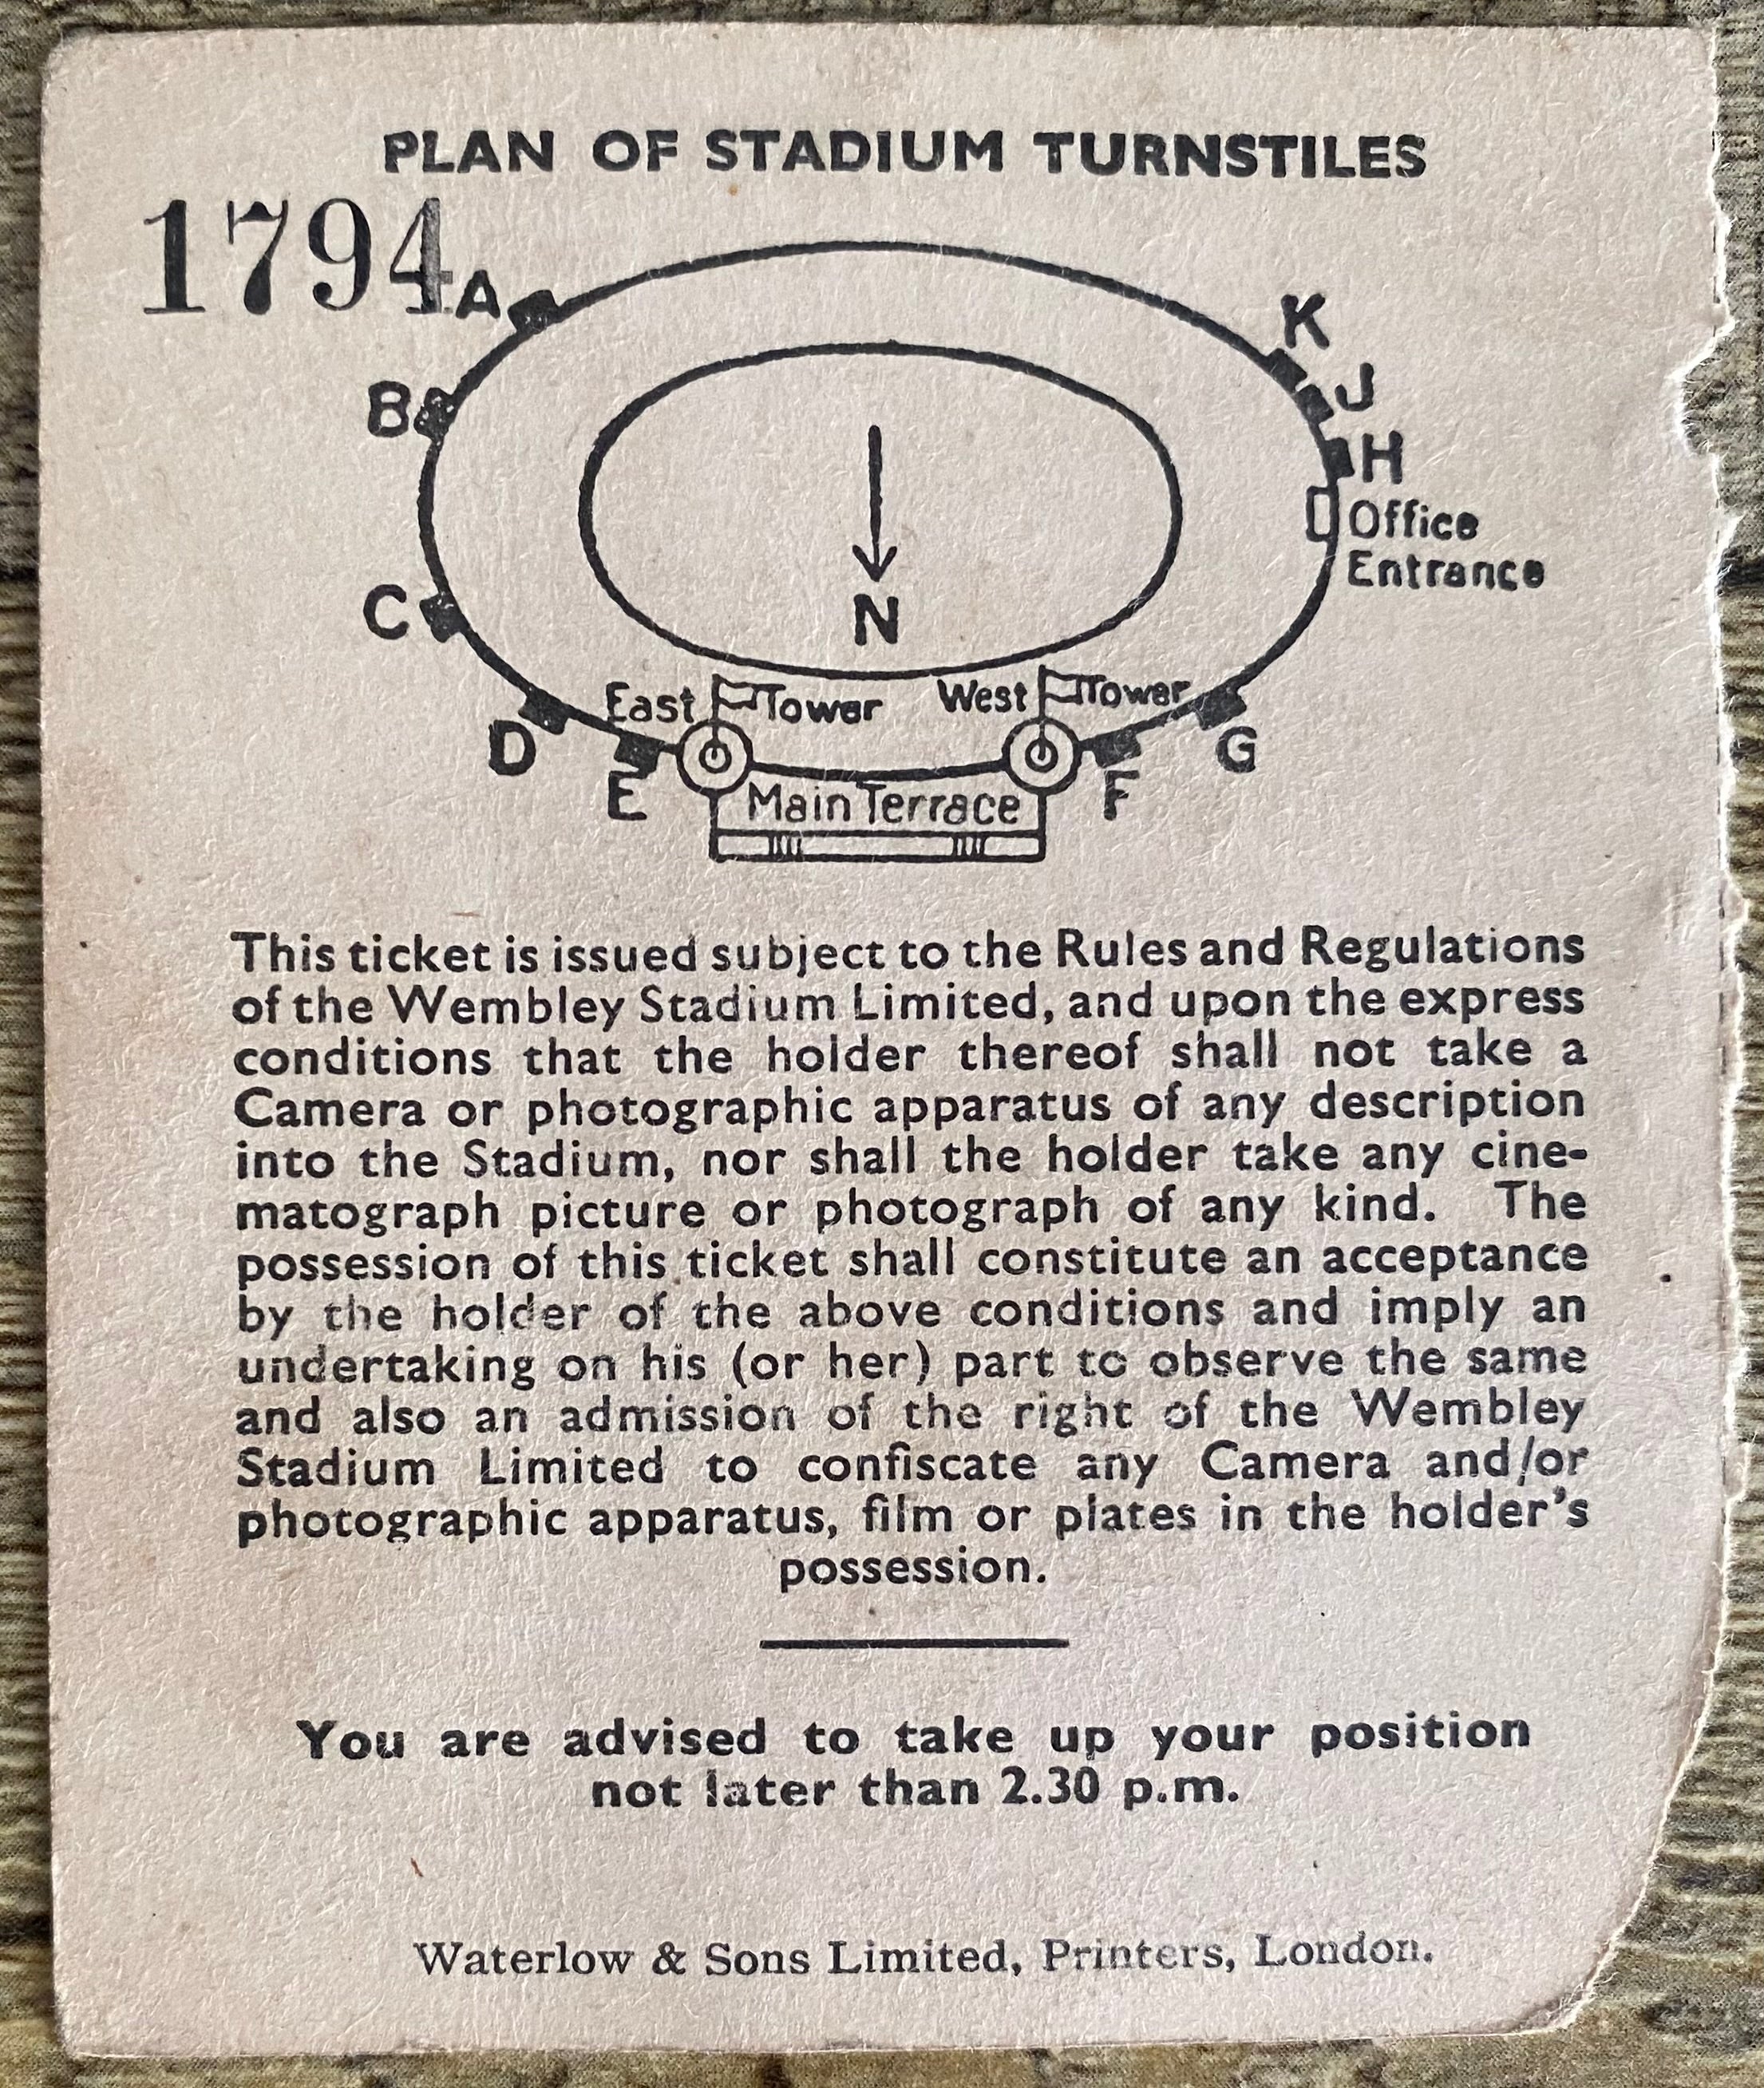 PLAN OF STADIUM TURNSTILES
1794
A
K
B
J
H
Office
Entrance
C
N
East Tower West Tower
D
G
E
Main Terrace
F
This ticket is issued subject to the Rules and Regulations
of the Wembley Stadium Limited, and upon the express
conditions that the holder thereof shall not take a
Camera or photographic apparatus of any description
into the Stadium, nor shall the holder take any cine-
matograph picture or photograph of any kind. The
possession of this ticket shall constitute an acceptance
by the holder of the above conditions and imply an
undertaking on his (or her) part to observe the same
and also an admission of the right of the Wembley
Stadium Limited to confiscate any Camera and/or
photographic apparatus, film or plates in the holder's
possession.
You are advised to take up your position
not later than 2.30 p.m.
Waterlow & Sons Limited, Printers, London.